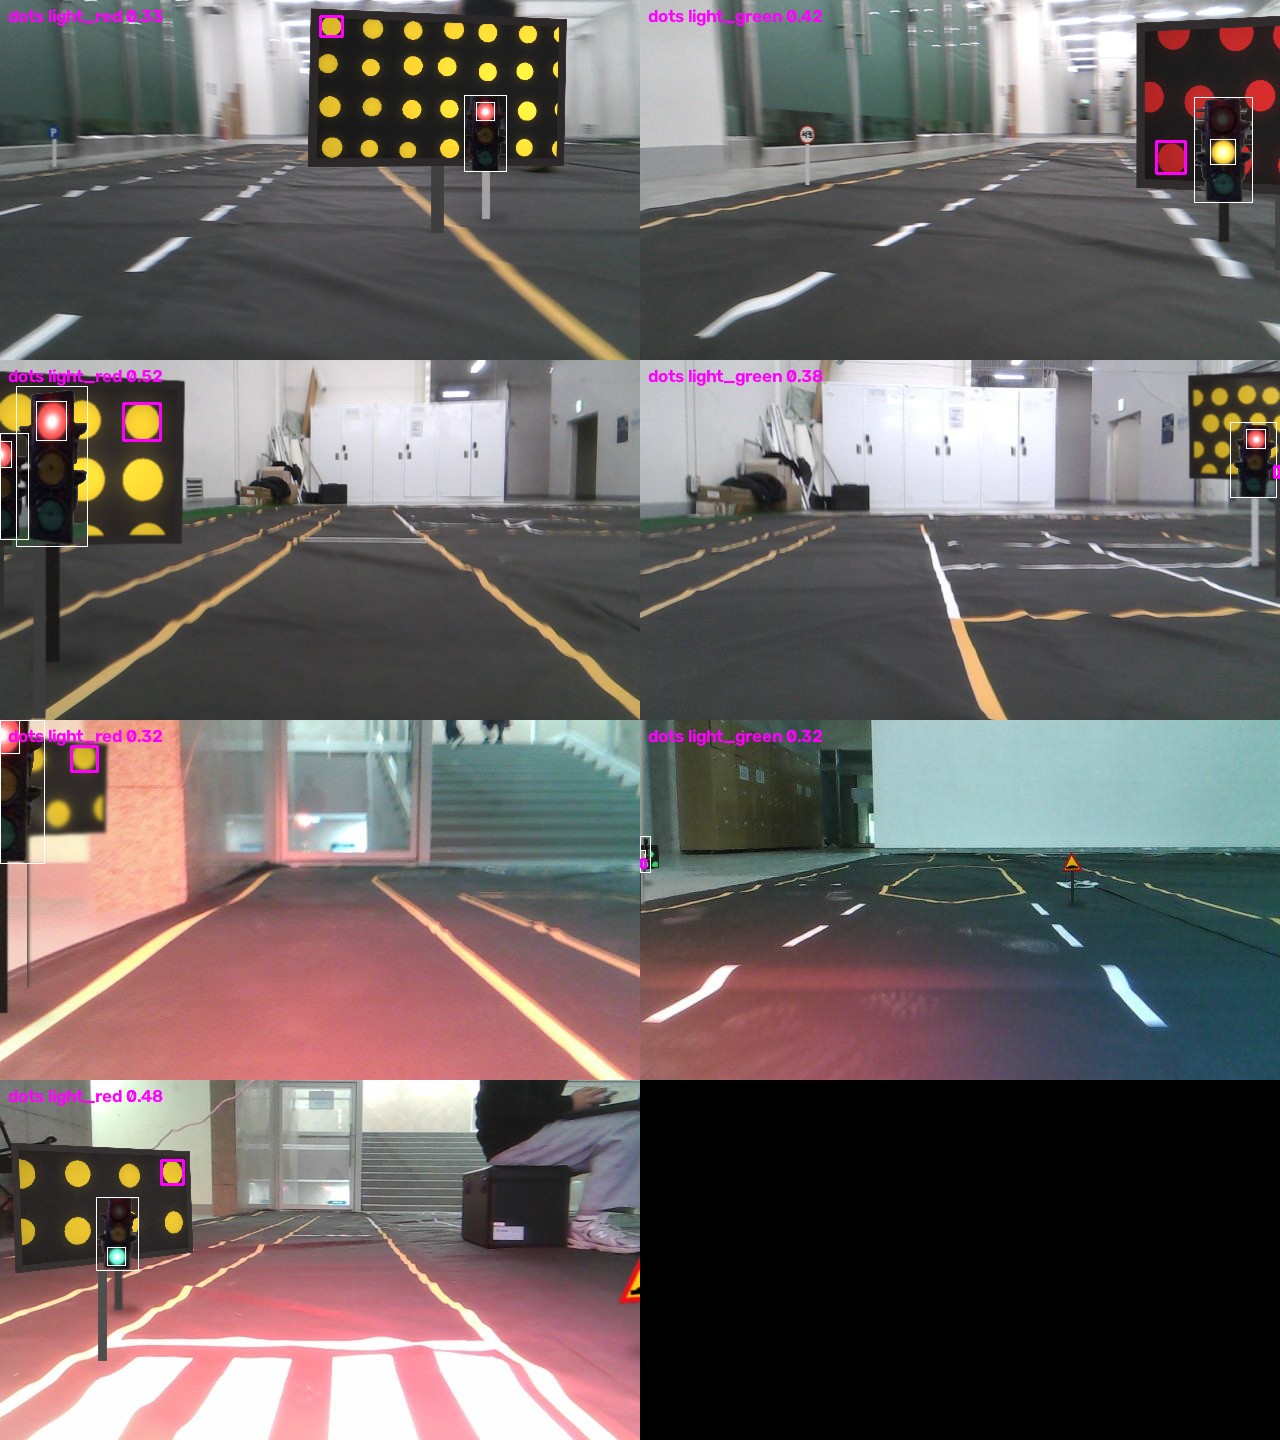 dots light_red 0.33
dots light_green 0.42
P
dots light_red 0.52
dots light_green 0.38
dots light_red 0.32
dots light_green 0.32
dots light_red 0.48